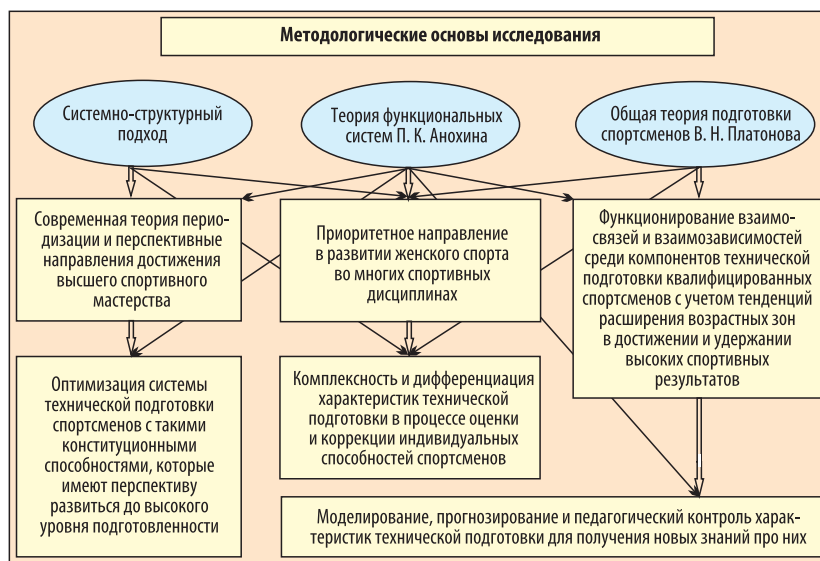 Методологические основы исследования
Системно-структурный
подход
Теория функциональных
систем П. К. Анохина
Общая теория подготовки
спортсменов В. Н. Платонова
Современная теория перио-
дизации и перспективные
направления достижения
высшего спортивного
мастерства
Приоритетное направление
в развитии женского спорта
во многих спортивных
дисциплинах
Функционирование взаимо-
связей и взаимозависимостей
среди компонентов технической
подготовки квалифицированных
спортсменов с учетом тенденций
расширения возрастных зон
в достижении и удержании
высоких спортивных
результатов
Оптимизация системы
технической подготовки
спортсменов с такими
конституционными
способностями, которые
имеют перспективу
развиться до высокого
уровня подготовленности
Комплексность и дифференциация
характеристик технической
подготовки в процессе оценки
и коррекции индивидуальных
способностей спортсменов
Моделирование, прогнозирование и педагогический контроль харак-
теристик технической подготовки для получения новых знаний про них